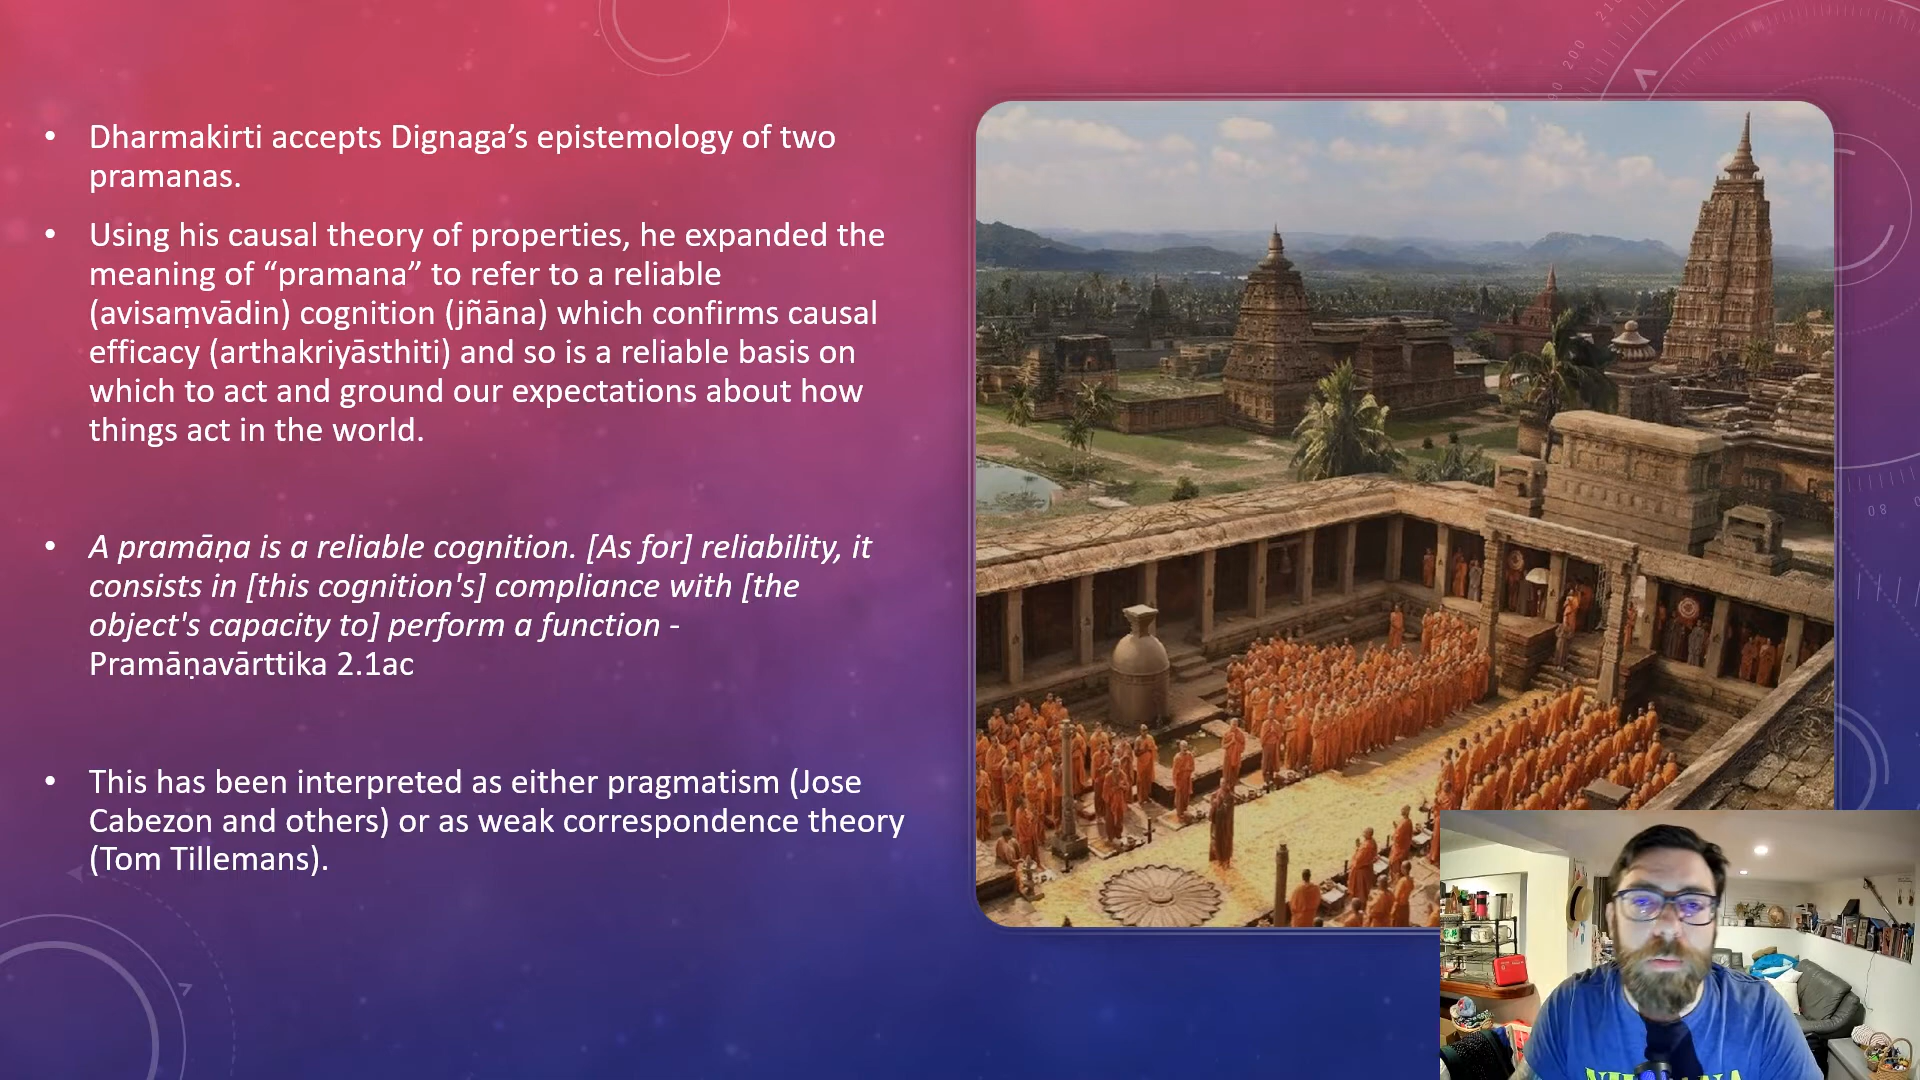 • Dharmakirti accepts Dignaga’s epistemology of two
pramanas.
• Using his causal theory of properties, he expanded the
meaning of “pramana” to refer to a reliable
(avisaṃvādin) cognition (jñāna) which confirms causal
efficacy (arthakriyāsthiti) and so is a reliable basis on
which to act and ground our expectations about how
things act in the world.
• A pramāṇa is a reliable cognition. [As for] reliability, it
consists in [this cognition's] compliance with [the
object's capacity to] perform a function -
Pramāṇavārttika 2.1ac
• This has been interpreted as either pragmatism (Jose
Cabezon and others) or as weak correspondence theory
(Tom Tillemans).
200
80